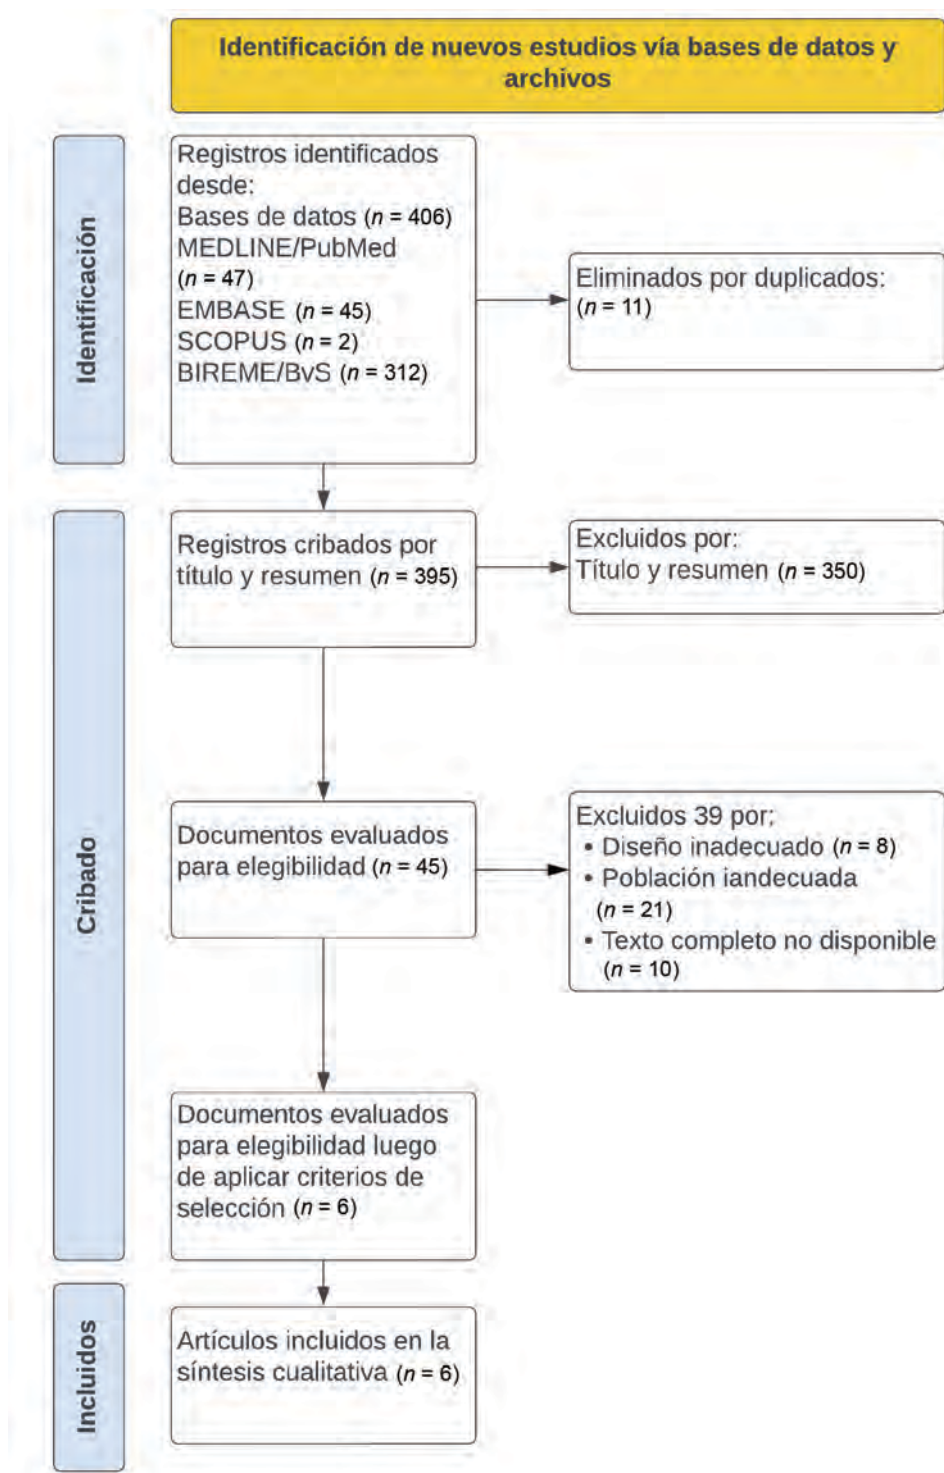 Identificación de nuevos estudios vía bases de datos y
archivos
Identificación
Registros identificados
desde:
Bases de datos (n = 406)
MEDLINE/PubMed
(n = 47)
EMBASE (n = 45)
SCOPUS (n = 2)
BIREME/BvS (n = 312)
Eliminados por duplicados:
(n = 11)
Cribado
Registros cribados por
título y resumen (n = 395)
Excluidos por:
Título y resumen (n = 350)
Documentos evaluados
para elegibilidad (n = 45)
Excluidos 39 por;
• Diseño inadecuado (n = 8)
• Población iandecuada
(n = 21)
• Texto completo no disponible
(n = 10)
Documentos evaluados
para elegibilidad luego
de aplicar criterios de
selección (n = 6)
Incluidos
Artículos incluidos en la
síntesis cualitativa (n = 6)